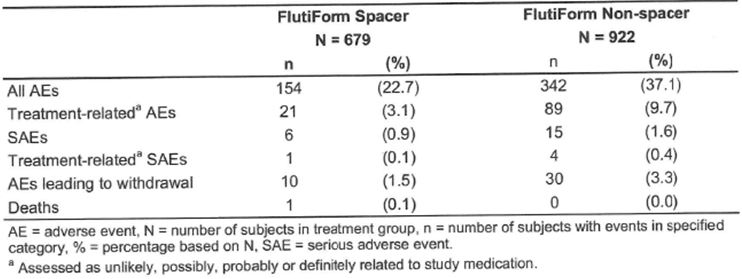 FlutiForm Spacer FlutiForm Non-spacer
N = 679 N = 922
n (%) n (%)
All AEs 154 (22.7) 342 (37.1)
Treatment-relatedᵃ AEs 21 (3.1) 89 (9.7)
SAEs 6 (0.9) 15 (1.6)
Treatment-relatedᵃ SAEs 1 (0.1) 4 (0.4)
AEs leading to withdrawal 10 (1.5) 30 (3.3)
Deaths 1 (0.1) 0 (0.0)
AE = adverse event, N = number of subjects in treatment group, n = number of subjects with events in specified
category, % = percentage based on N, SAE = serious adverse event.
ᵃ Assessed as unlikely, possibly, probably or definitely related to study medication.